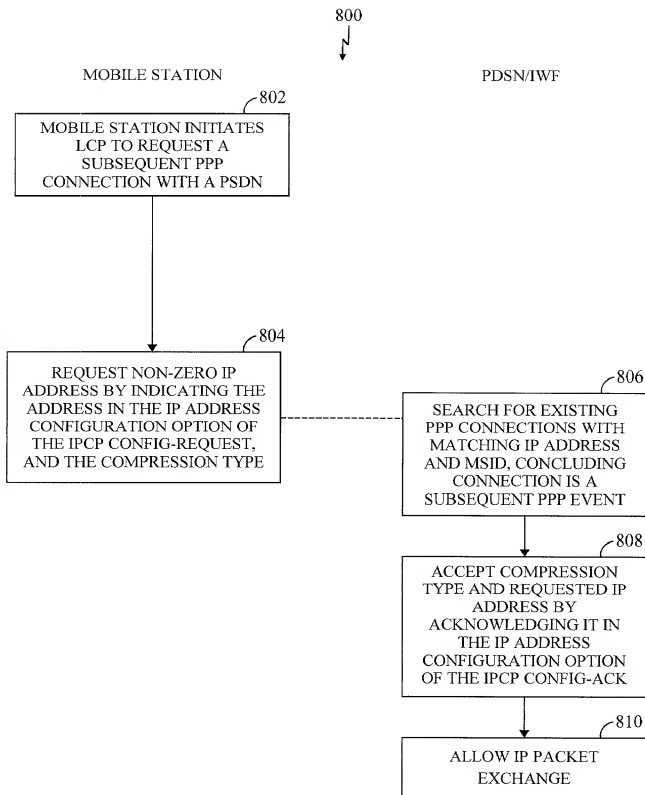 800
MOBILE STATION
PDSN/IWF
802
MOBILE STATION INITIATES
LCP TO REQUEST A
SUBSEQUENT PPP
CONNECTION WITH A PSDN
804
REQUEST NON-ZERO IP
ADDRESS BY INDICATING THE
ADDRESS IN THE IP ADDRESS
CONFIGURATION OPTION OF
THE IPCP CONFIG-REQUEST,
AND THE COMPRESSION TYPE
806
SEARCH FOR EXISTING
PPP CONNECTIONS WITH
MATCHING IP ADDRESS
AND MSID, CONCLUDING
CONNECTION IS A
SUBSEQUENT PPP EVENT
808
ACCEPT COMPRESSION
TYPE AND REQUESTED IP
ADDRESS BY
ACKNOWLEDGING IT IN
THE IP ADDRESS
CONFIGURATION OPTION
OF THE IPCP CONFIG-ACK
810
ALLOW IP PACKET
EXCHANGE